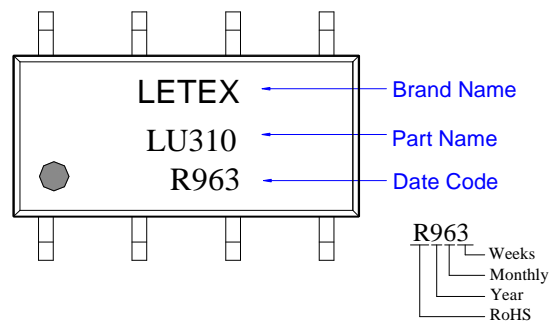 LETEX
Brand Name
LU310
Part Name
R963
Date Code
R963
Weeks
Monthly
Year
RoHS